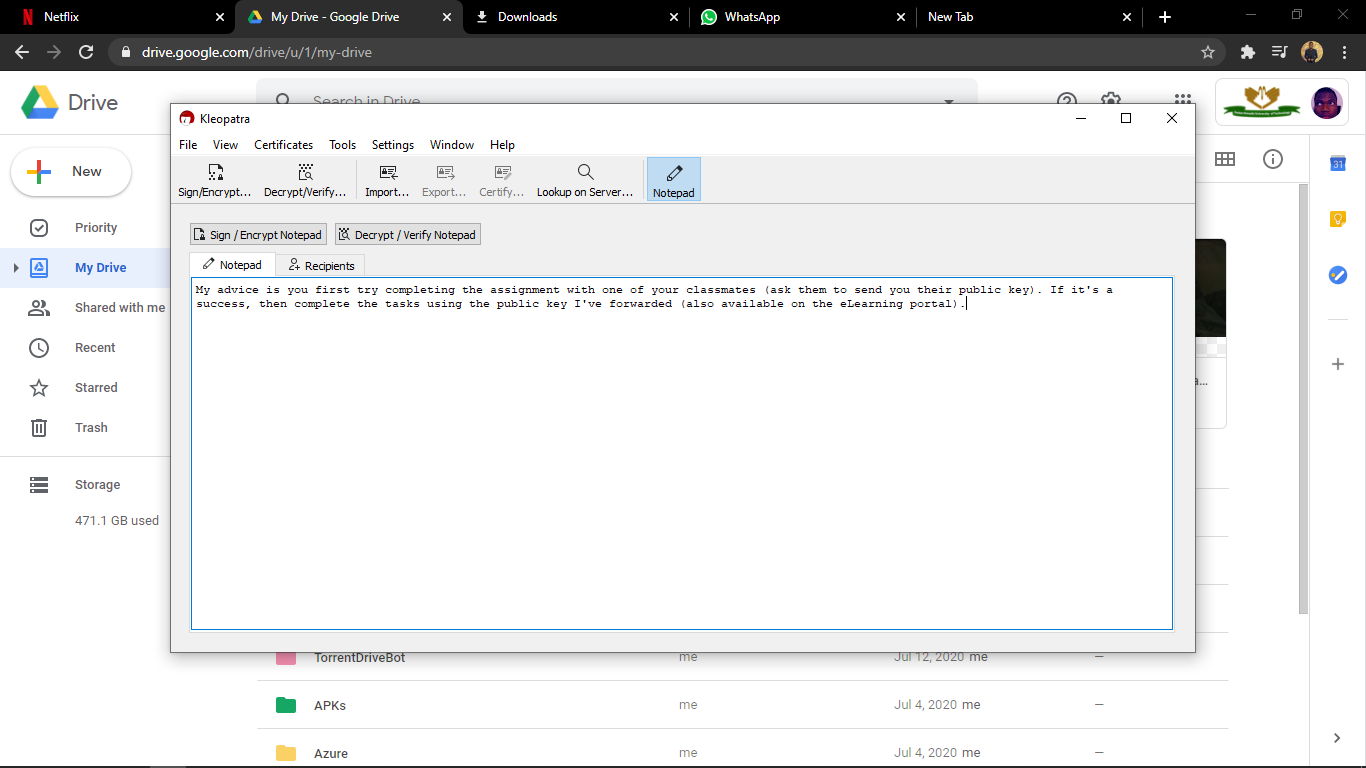 Netflix
My Drive - Google Drive
Downloads
WhatsApp
New Tab
drive.google.com/drive/u/1/my-drive
Drive
Search in Drive
New
Priority
My Drive
Shared with me
Recent
Starred
Trash
Storage
471.1 GB used
Kleopatra
File View Certificates Tools Settings Window Help
Sign/Encrypt... Decrypt/Verify... Import... Export... Certify... Lookup on Server... Notepad
Sign / Encrypt Notepad Decrypt / Verify Notepad
Notepad Recipients
My advice is you first try completing the assignment with one of your classmates (ask them to send you their public key). If it's a
success, then complete the tasks using the public key I've forwarded (also available on the eLearning portal).
31
a...
TorrentDriveBot me Jul 12, 2020 me —
APKs me Jul 4, 2020 me —
Azure me Jul 4, 2020 me —